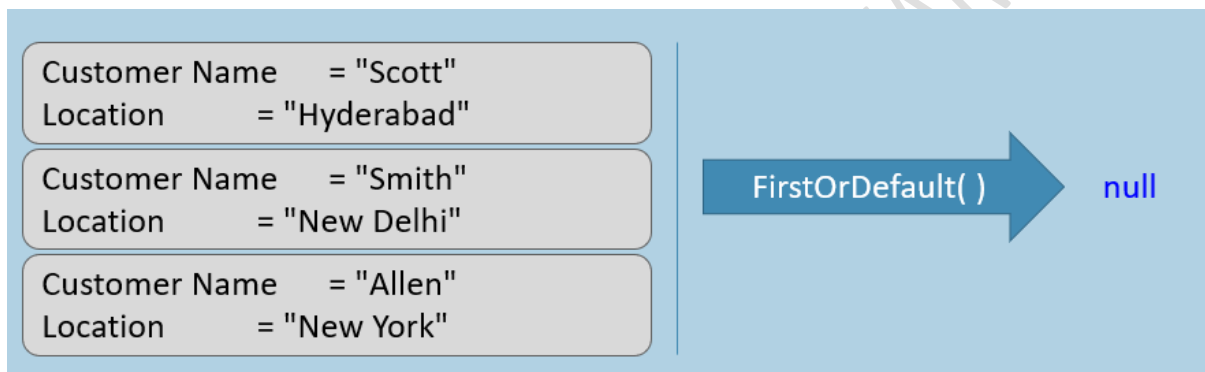 Customer Name = "Scott"
Location = "Hyderabad"
Customer Name = "Smith"
Location = "New Delhi"
Customer Name = "Allen"
Location = "New York"
FirstOrDefault( )
null